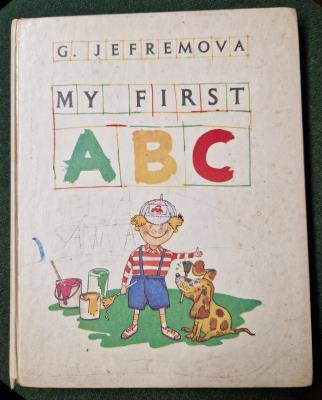 G. JEFREMOVA
MY FIRST
ABC